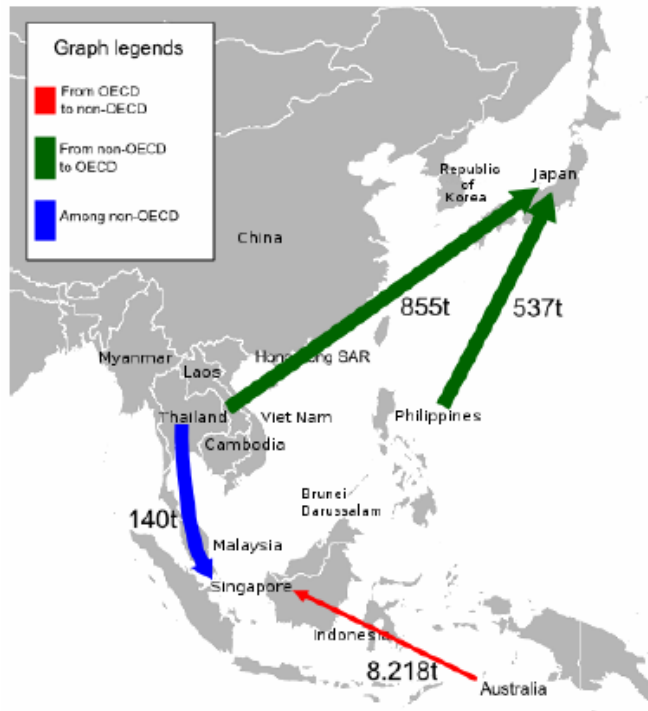 Graph legends
From OECD
to non-OECD
From non-OECD
to OECD
Among non-OECD
Republic
of
Korea
Japan
China
855t
537t
Myanmar
Hong Kong SAR
Laos
Thailand
Viet Nam
Philippines
Cambodia
Brunei
Darussalam
140t
Malaysia
Singapore
Indonesia
8.218t
Australia